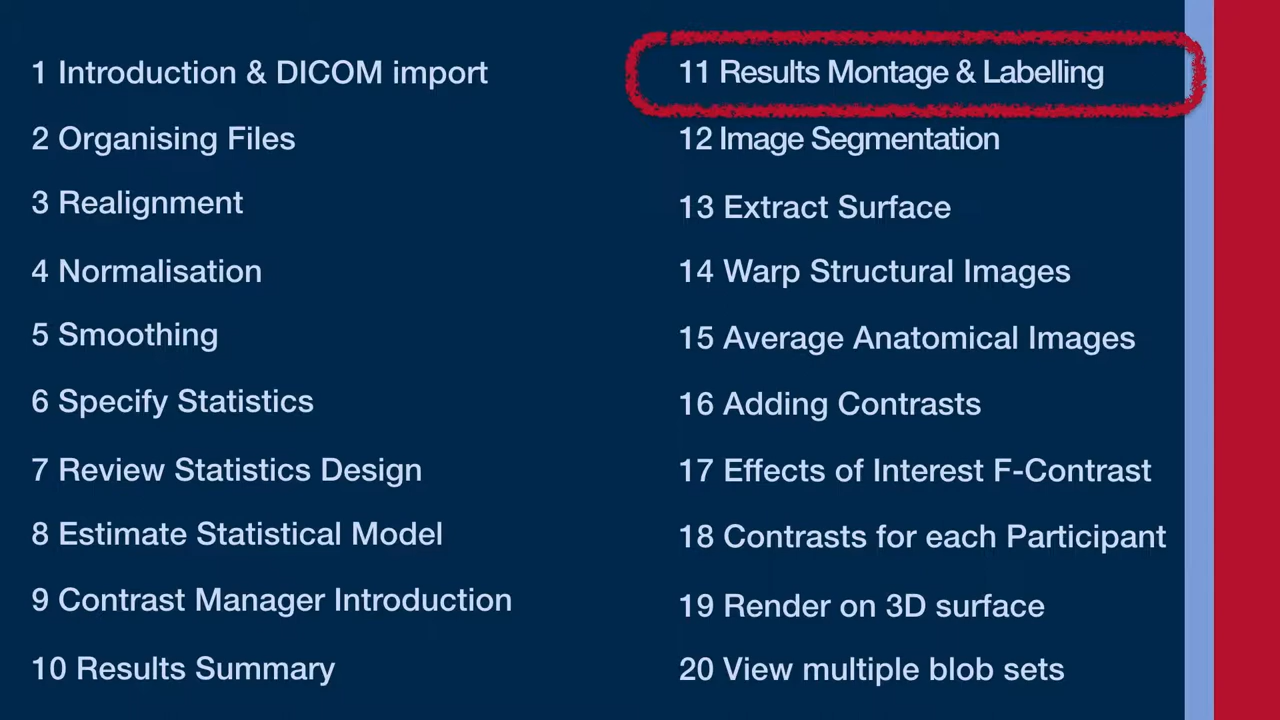 1 Introduction & DICOM import
2 Organising Files
3 Realignment
4 Normalisation
5 Smoothing
6 Specify Statistics
7 Review Statistics Design
8 Estimate Statistical Model
9 Contrast Manager Introduction
10 Results Summary
11 Results Montage & Labelling
12 Image Segmentation
13 Extract Surface
14 Warp Structural Images
15 Average Anatomical Images
16 Adding Contrasts
17 Effects of Interest F-Contrast
18 Contrasts for each Participant
19 Render on 3D surface
20 View multiple blob sets